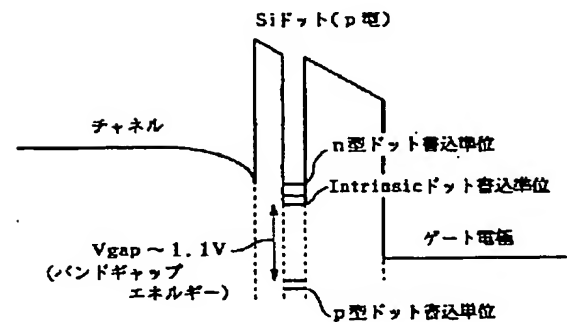 Siドット(p型)
チャネル
n型ドット書込準位
Intrinsicドット書込準位
Vgap～1.1V
(バンドギャップ
エネルギー)
ゲート電極
p型ドット書込単位